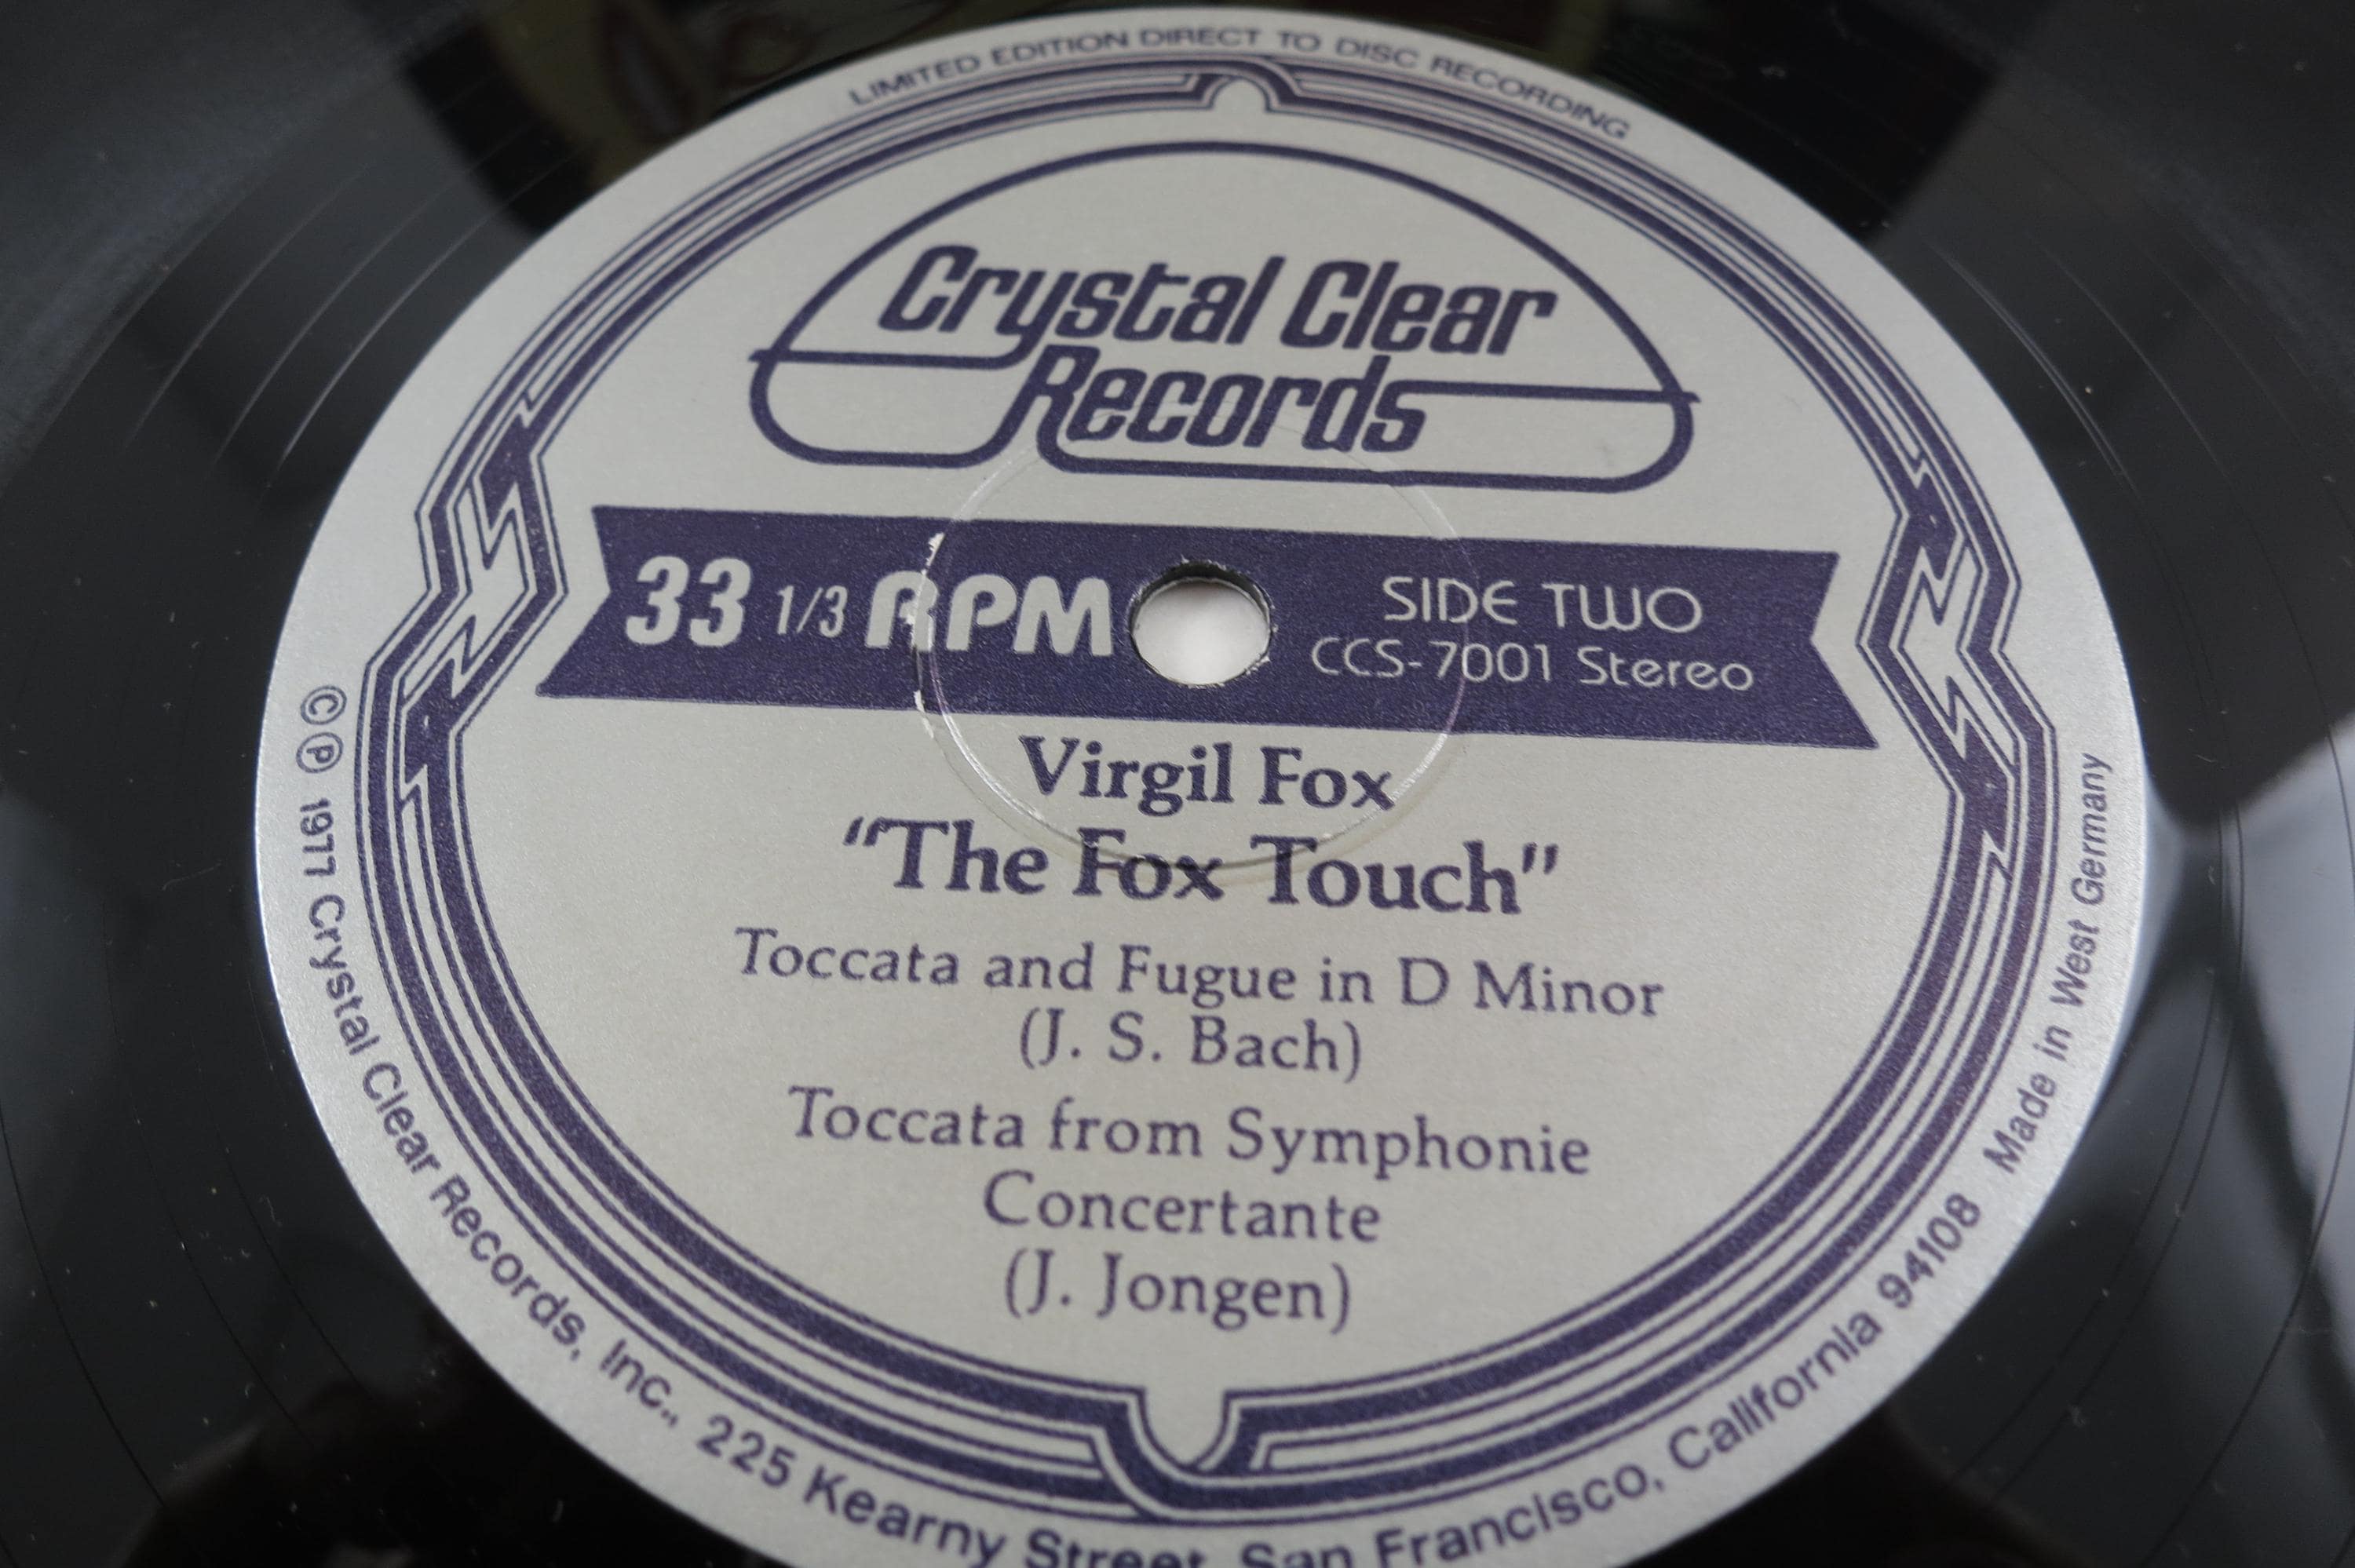 LIMITED EDITION DIRECT TO DISC RECORDING
Crystal Clear
Records
33 1/3 RPM
SIDE TWO
CCS-7001 Stereo
Virgil Fox
“The Fox Touch”
Toccata and Fugue in D Minor
(J. S. Bach)
Toccata from Symphonie
Concertante
(J. Jongen)
© ℗ 1977 Crystal Clear Records, Inc., 225 Kearny Street, San Francisco, California 94108 Made in West Germany